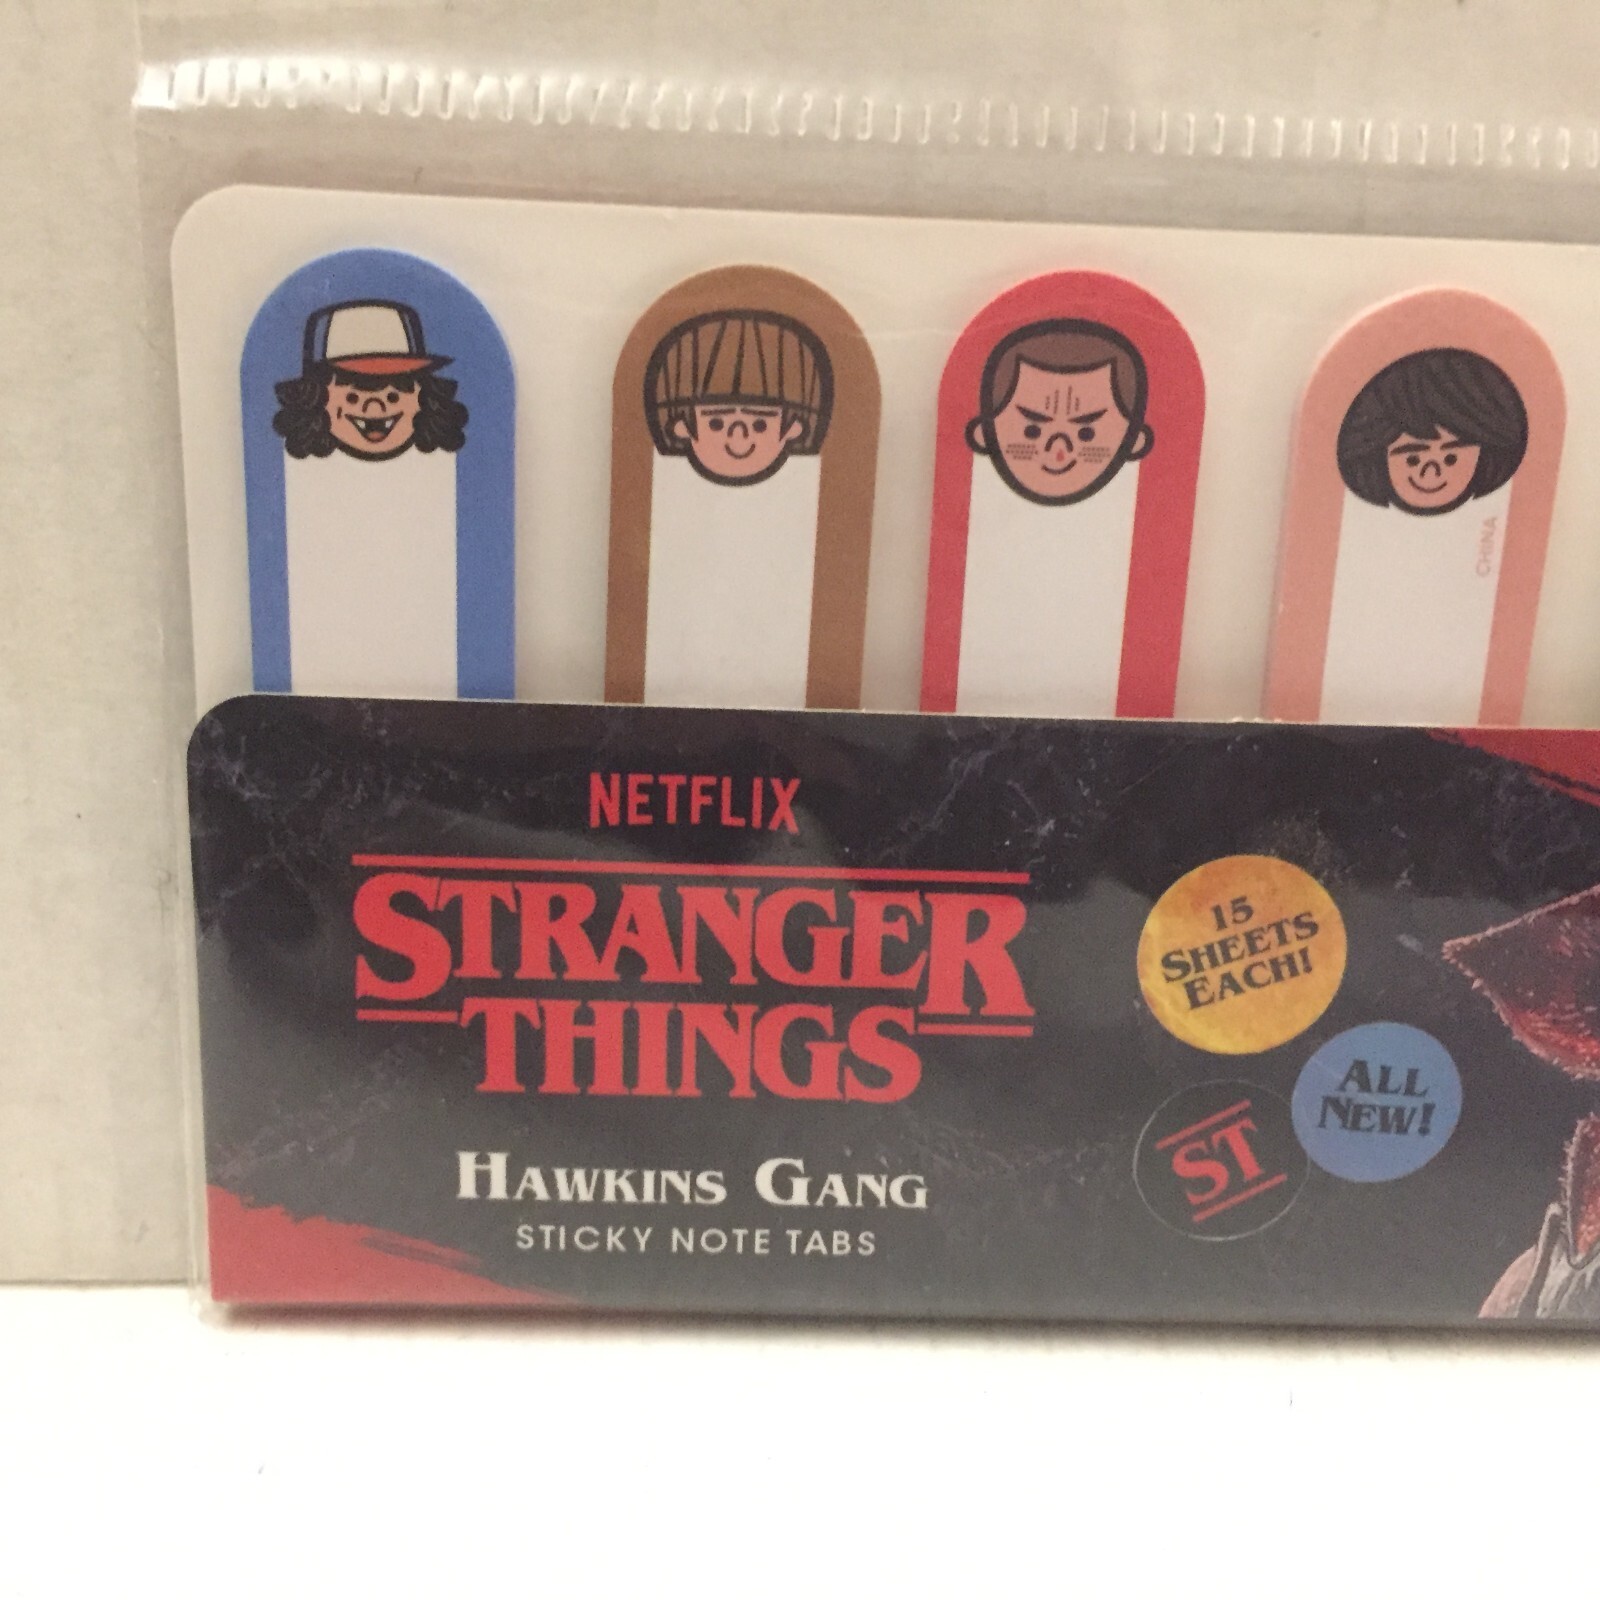 CHINA
NETFLIX
STRANGER
THINGS
HAWKINS GANG
STICKY NOTE TABS
15
SHEETS
EACH!
ALL
NEW!
ST